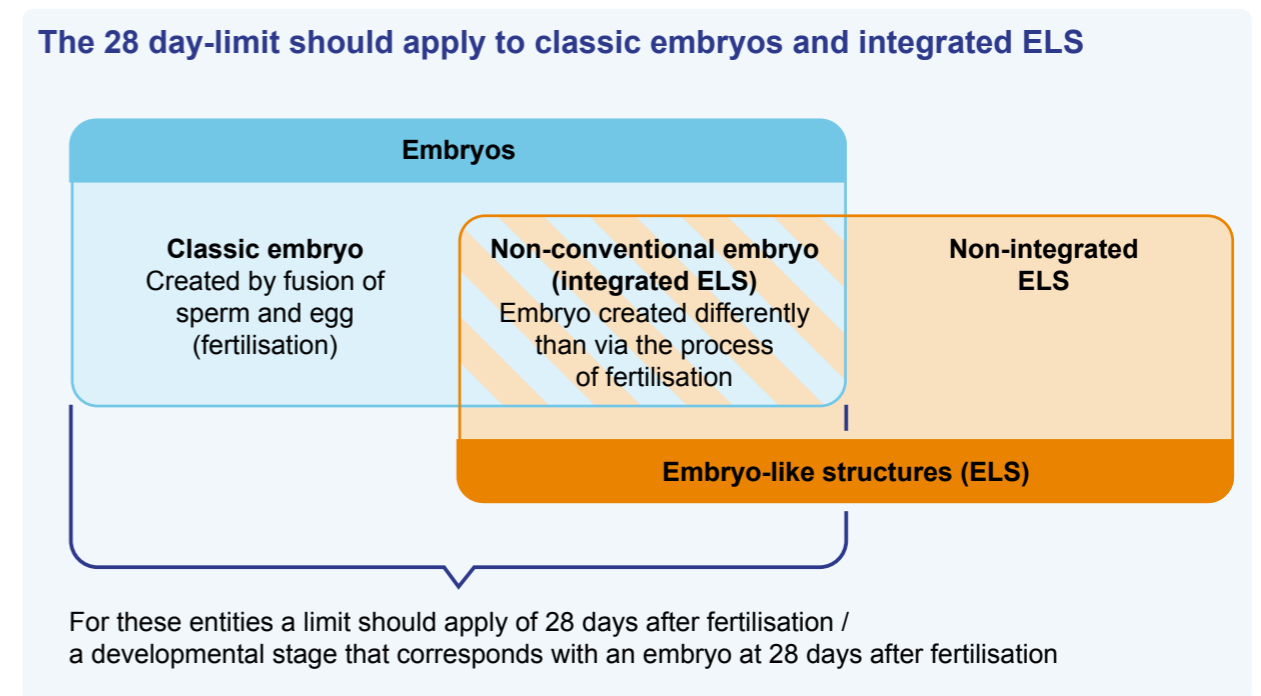 The 28 day-limit should apply to classic embryos and integrated ELS
Embryos
Classic embryo
Created by fusion of
sperm and egg
(fertilisation)
Non-conventional embryo
(integrated ELS)
Embryo created differently
than via the process
of fertilisation
Non-integrated
ELS
Embryo-like structures (ELS)
For these entities a limit should apply of 28 days after fertilisation /
a developmental stage that corresponds with an embryo at 28 days after fertilisation